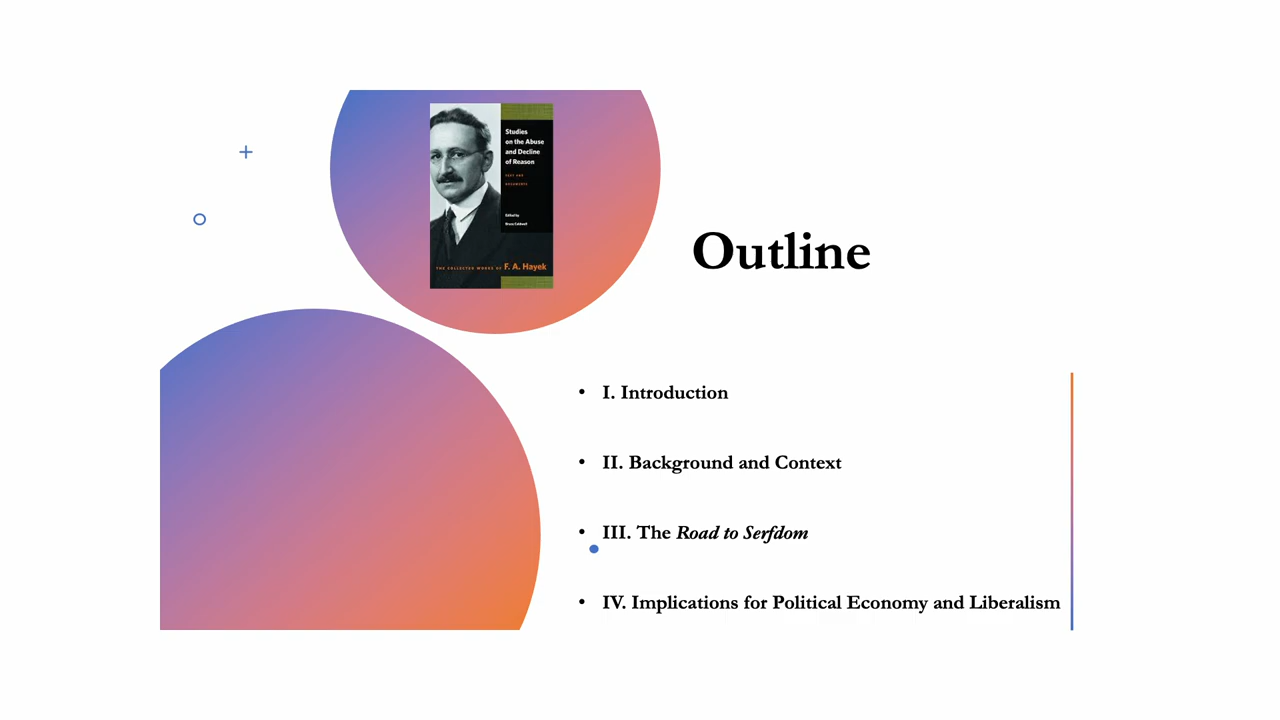 Studies
on the Abuse
and Decline
of Reason
TEXT AND
DOCUMENTS
Edited by
Bruce Caldwell
THE COLLECTED WORKS OF F. A. Hayek
Outline
• I. Introduction
• II. Background and Context
• III. The Road to Serfdom
• IV. Implications for Political Economy and Liberalism